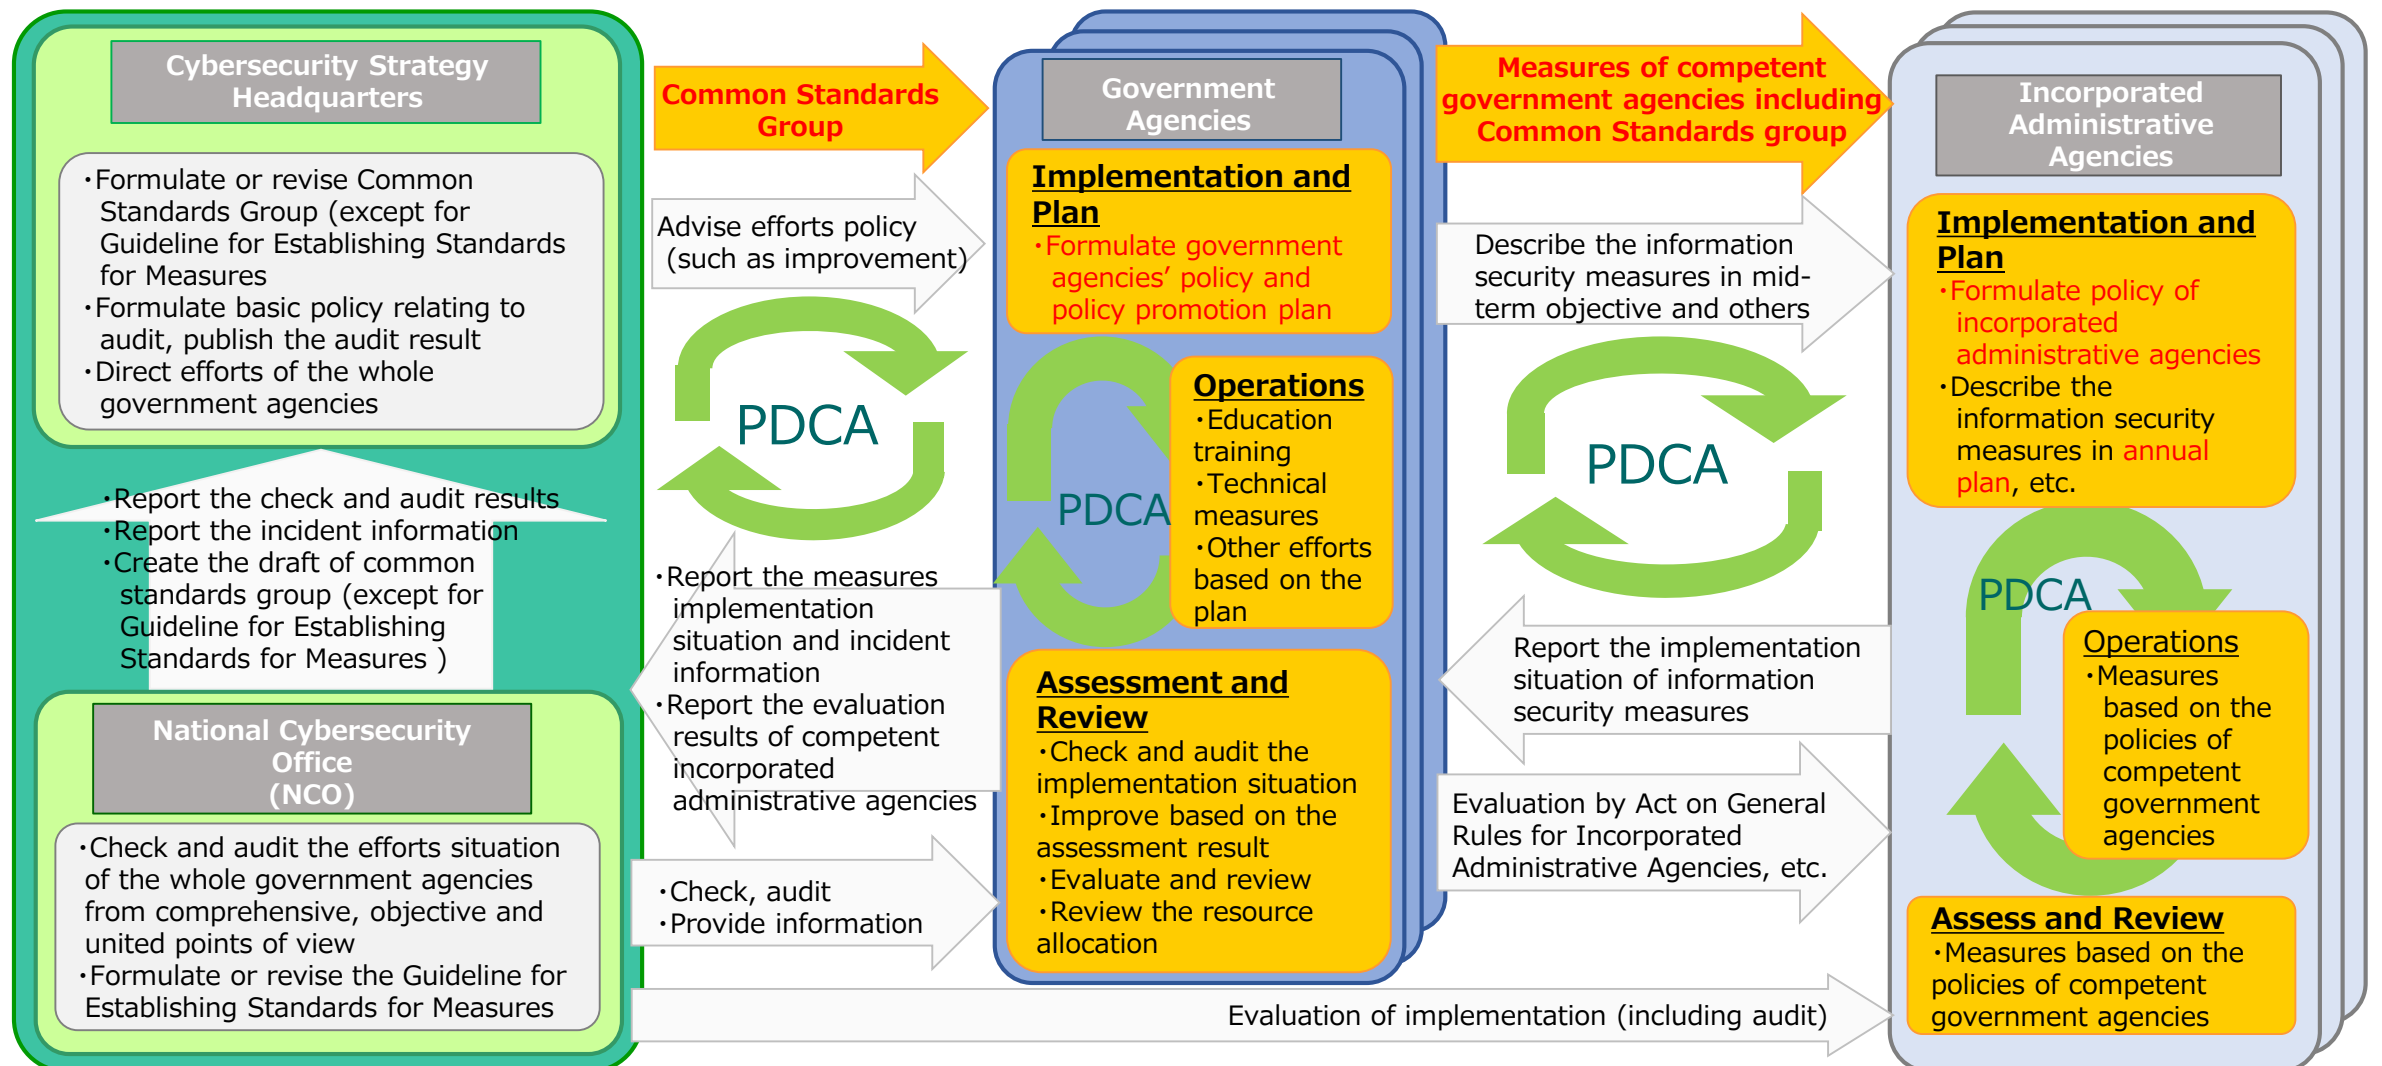 Cybersecurity Strategy
Headquarters
・Formulate or revise Common
Standards Group (except for
Guideline for Establishing Standards
for Measures
・Formulate basic policy relating to
audit, publish the audit result
・Direct efforts of the whole
government agencies
・Report the check and audit results
・Report the incident information
・Create the draft of common
standards group (except for
Guideline for Establishing
Standards for Measures )
National Cybersecurity
Office
(NCO)
・Check and audit the efforts situation
of the whole government agencies
from comprehensive, objective and
united points of view
・Formulate or revise the Guideline for
Establishing Standards for Measures
Common Standards
Group
Advise efforts policy
(such as improvement)
PDCA
・Report the measures
implementation
situation and incident
information
・Report the evaluation
results of competent
incorporated
administrative agencies
・Check, audit
・Provide information
Government
Agencies
Implementation and
Plan
・Formulate government
agencies’ policy and
policy promotion plan
PDCA
Operations
・Education
training
・Technical
measures
・Other efforts
based on the
plan
Assessment and
Review
・Check and audit the
implementation situation
・Improve based on the
assessment result
・Evaluate and review
・Review the resource
allocation
Measures of competent
government agencies including
Common Standards group
Describe the information
security measures in mid-
term objective and others
PDCA
Report the implementation
situation of information
security measures
Evaluation by Act on General
Rules for Incorporated
Administrative Agencies, etc.
Evaluation of implementation (including audit)
Incorporated
Administrative
Agencies
Implementation and
Plan
・Formulate policy of
incorporated
administrative agencies
・Describe the
information security
measures in annual
plan, etc.
PDCA
Operations
・Measures
based on the
policies of
competent
government
agencies
Assess and Review
・Measures based on the
policies of competent
government agencies